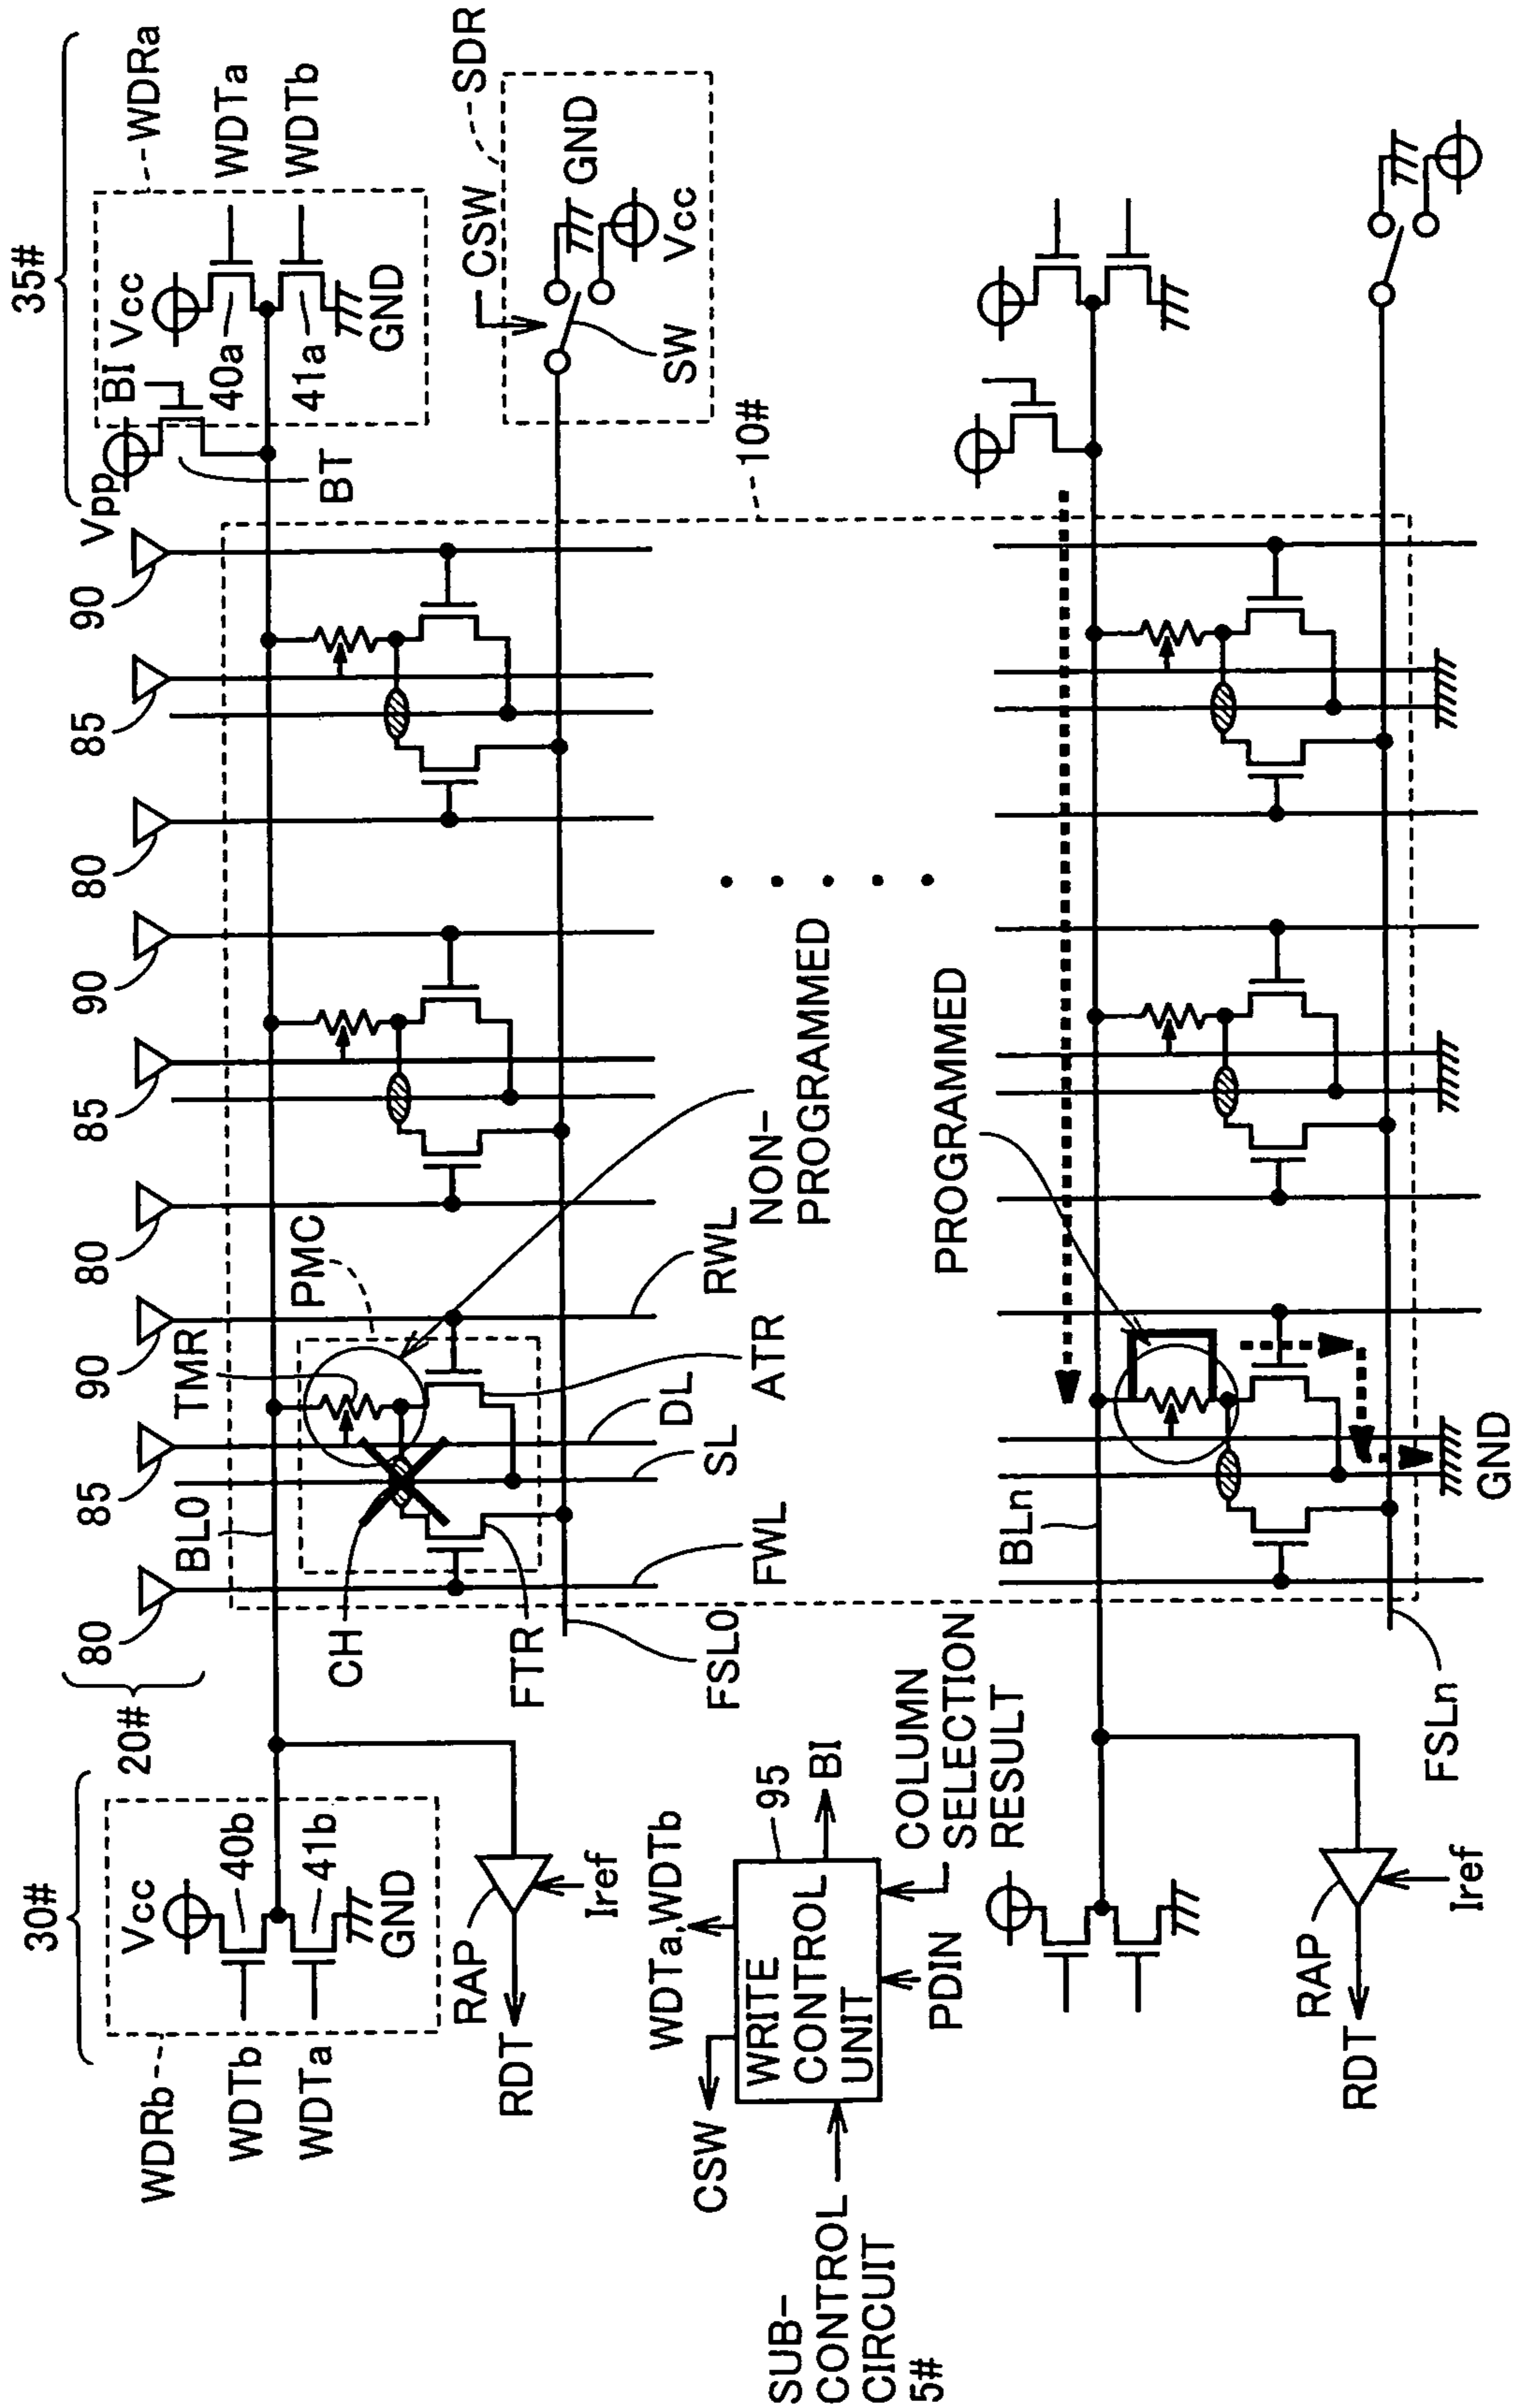 30#
20#
35#
80
85
90
80
85
90
80
85
90
WDRb
Vcc
40b
41b
GND
WDTb
WDTa
BL0
TMR
PMC
Vpp
BI
BT
Vcc
40a
41a
GND
WDRa
WDTa
WDTb
RAP
RDT
Iref
CH
FTR
FSL0
FWL
SL
DL
ATR
RWL
NON-
PROGRAMMED
10#
SW
CSW
GND
Vcc
SDR
CSW
WDTa,WDTb
95
BI
WRITE
CONTROL
UNIT
SUB-
CONTROL
CIRCUIT
5#
PDIN
COLUMN
SELECTION
RESULT
PROGRAMMED
BLn
GND
FSLn
RAP
RDT
Iref